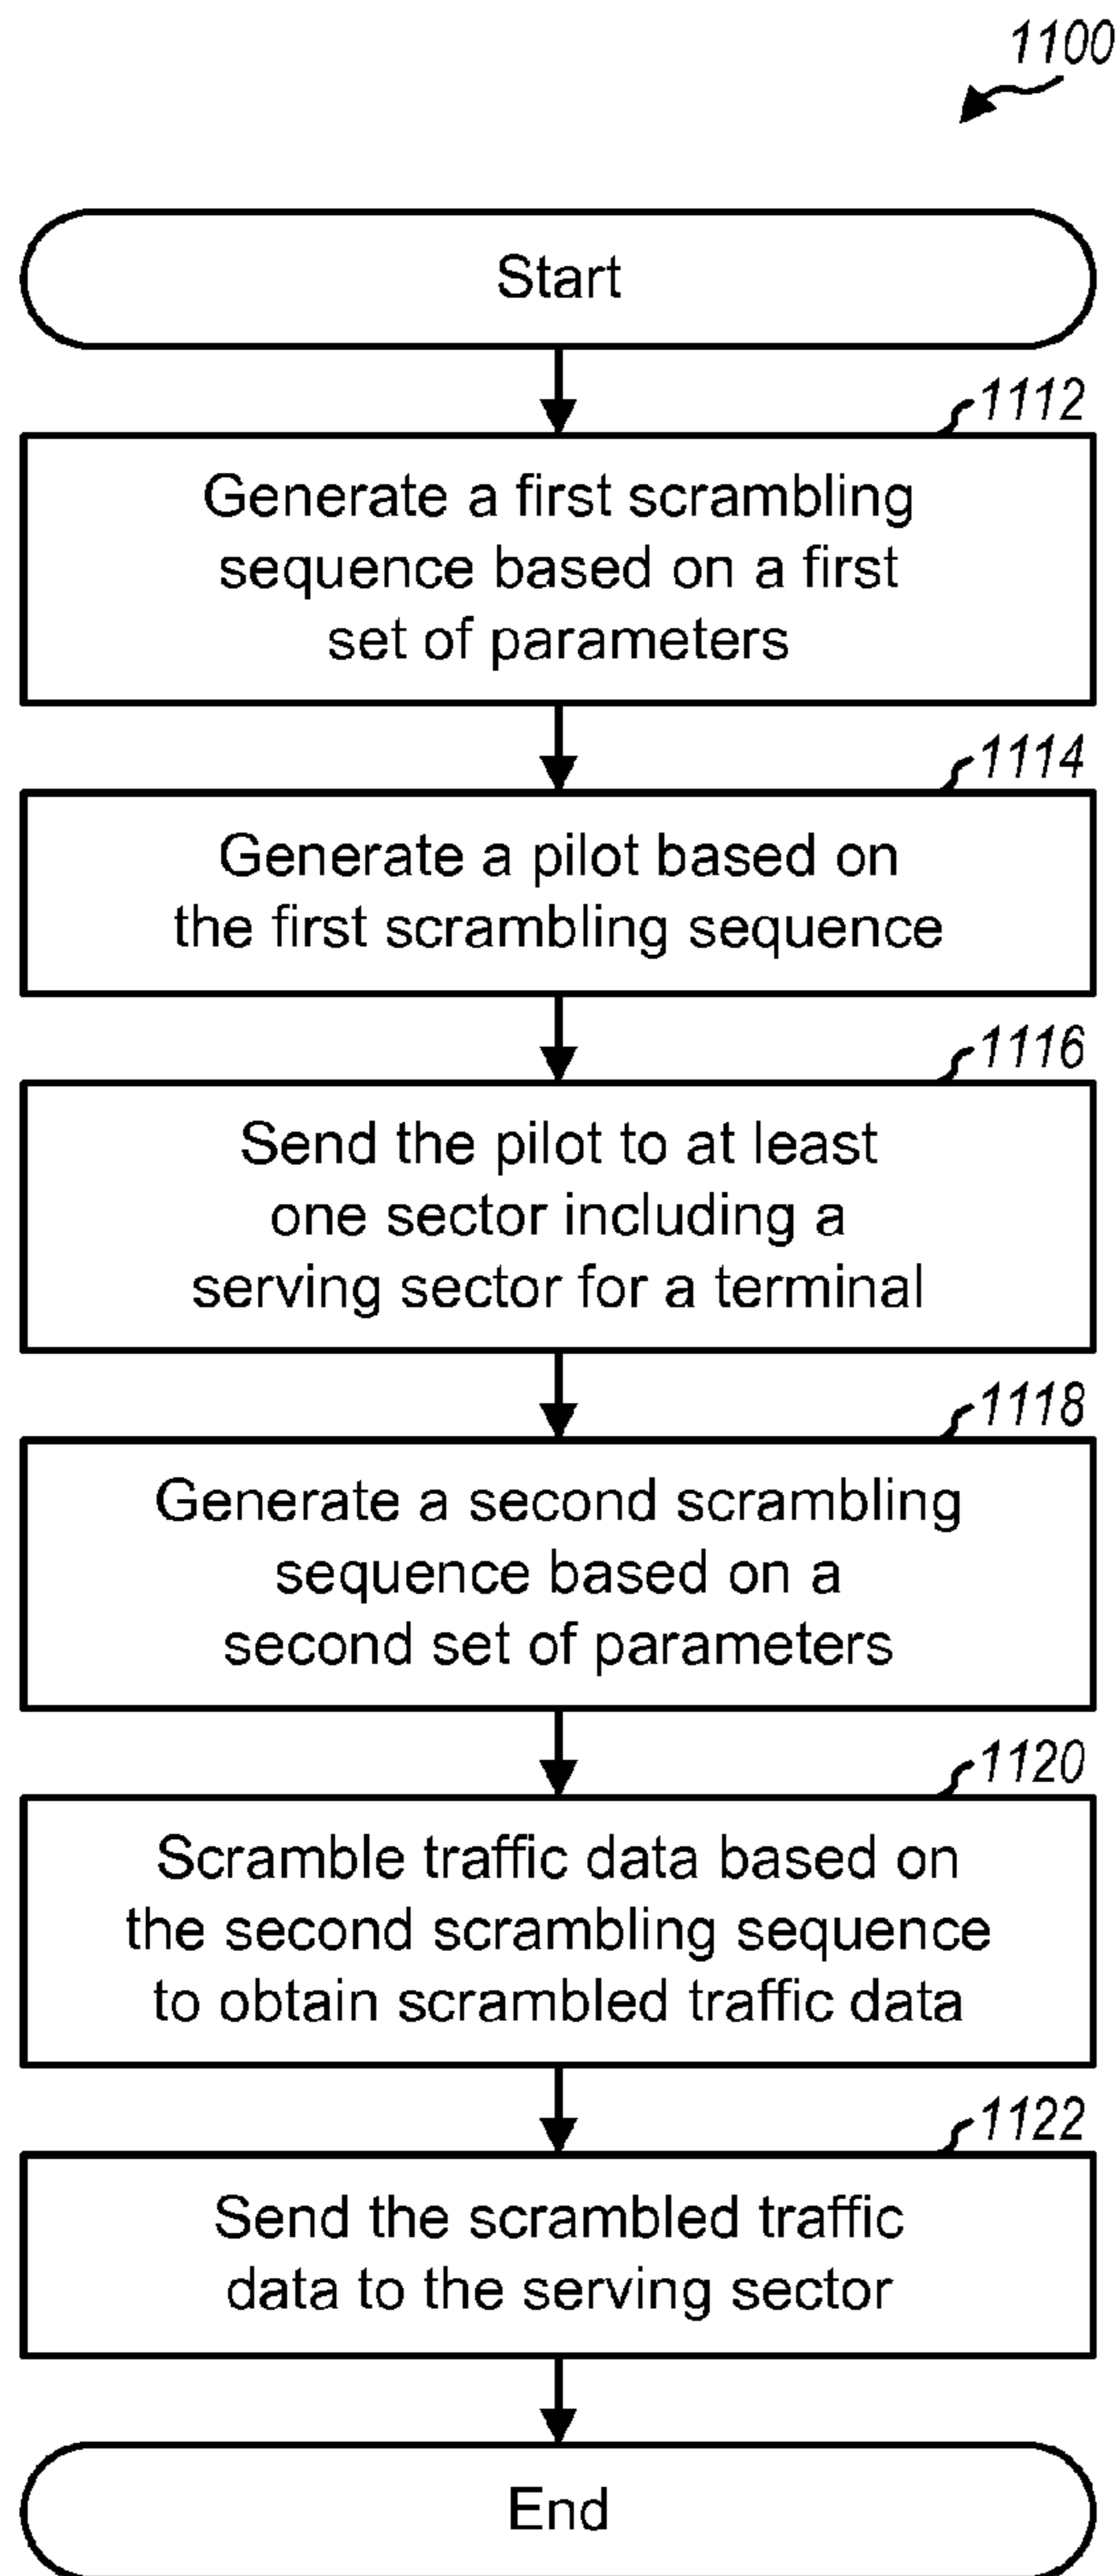 1100
Start
1112
Generate a first scrambling
sequence based on a first
set of parameters
1114
Generate a pilot based on
the first scrambling sequence
1116
Send the pilot to at least
one sector including a
serving sector for a terminal
1118
Generate a second scrambling
sequence based on a
second set of parameters
1120
Scramble traffic data based on
the second scrambling sequence
to obtain scrambled traffic data
1122
Send the scrambled traffic
data to the serving sector
End